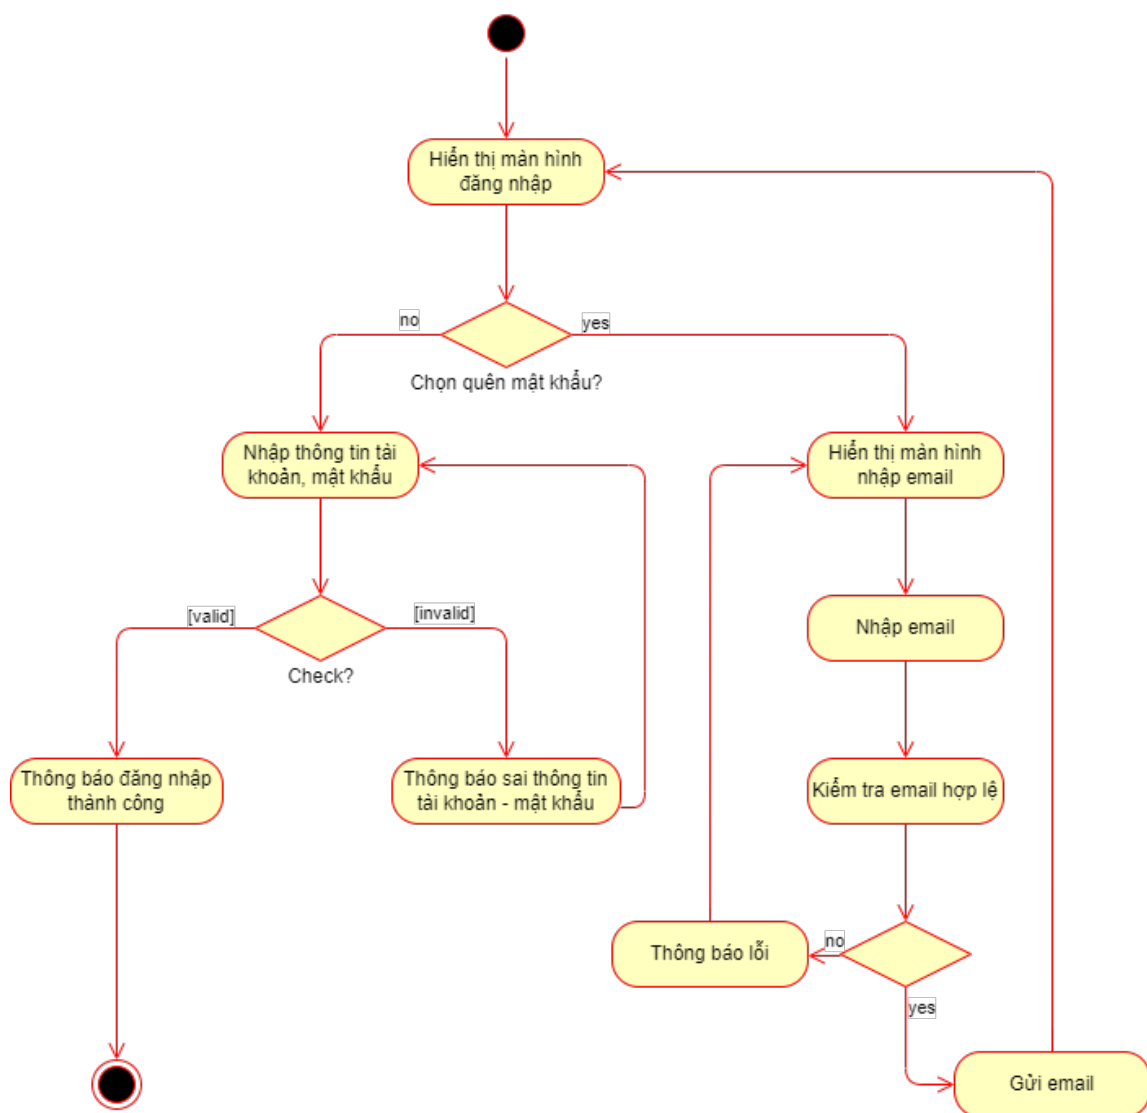 Hiển thị màn hình
đăng nhập
no
yes
Chọn quên mật khẩu?
Nhập thông tin tài
khoản, mật khẩu
Hiển thị màn hình
nhập email
[valid]
[invalid]
Check?
Nhập email
Thông báo đăng nhập
thành công
Thông báo sai thông tin
tài khoản - mật khẩu
Kiểm tra email hợp lệ
Thông báo lỗi
no
yes
Gửi email